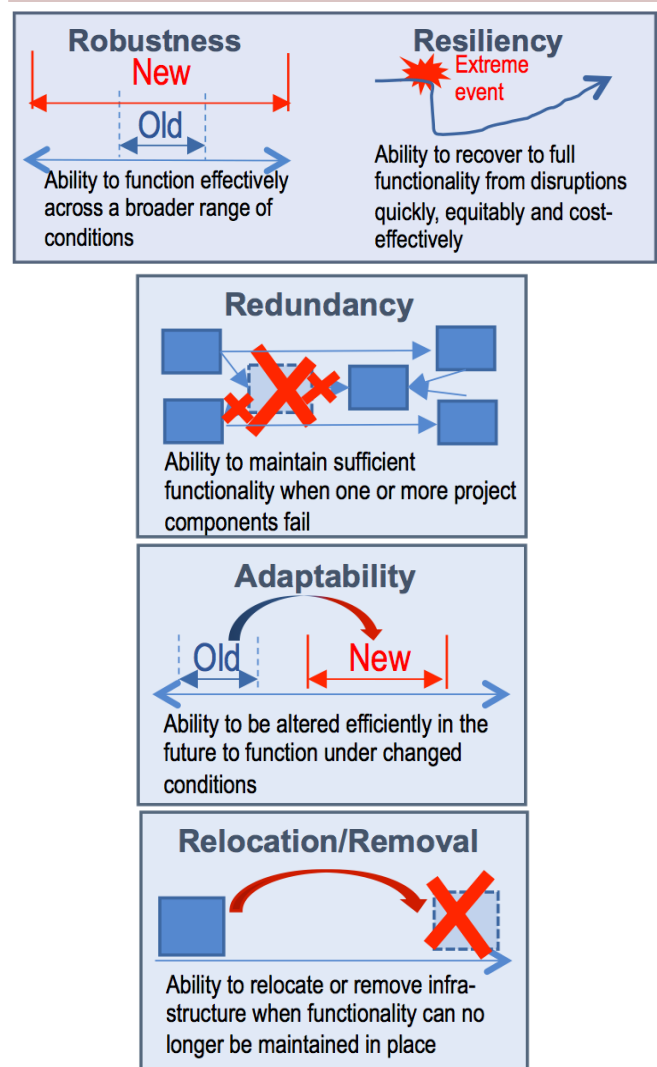 Robustness
New
Old
Ability to function effectively
across a broader range of
conditions
Resiliency
Extreme
event
Ability to recover to full
functionality from disruptions
quickly, equitably and cost-
effectively
Redundancy
Ability to maintain sufficient
functionality when one or more project
components fail
Adaptability
Old
New
Ability to be altered efficiently in the
future to function under changed
conditions
Relocation/Removal
Ability to relocate or remove infra-
structure when functionality can no
longer be maintained in place